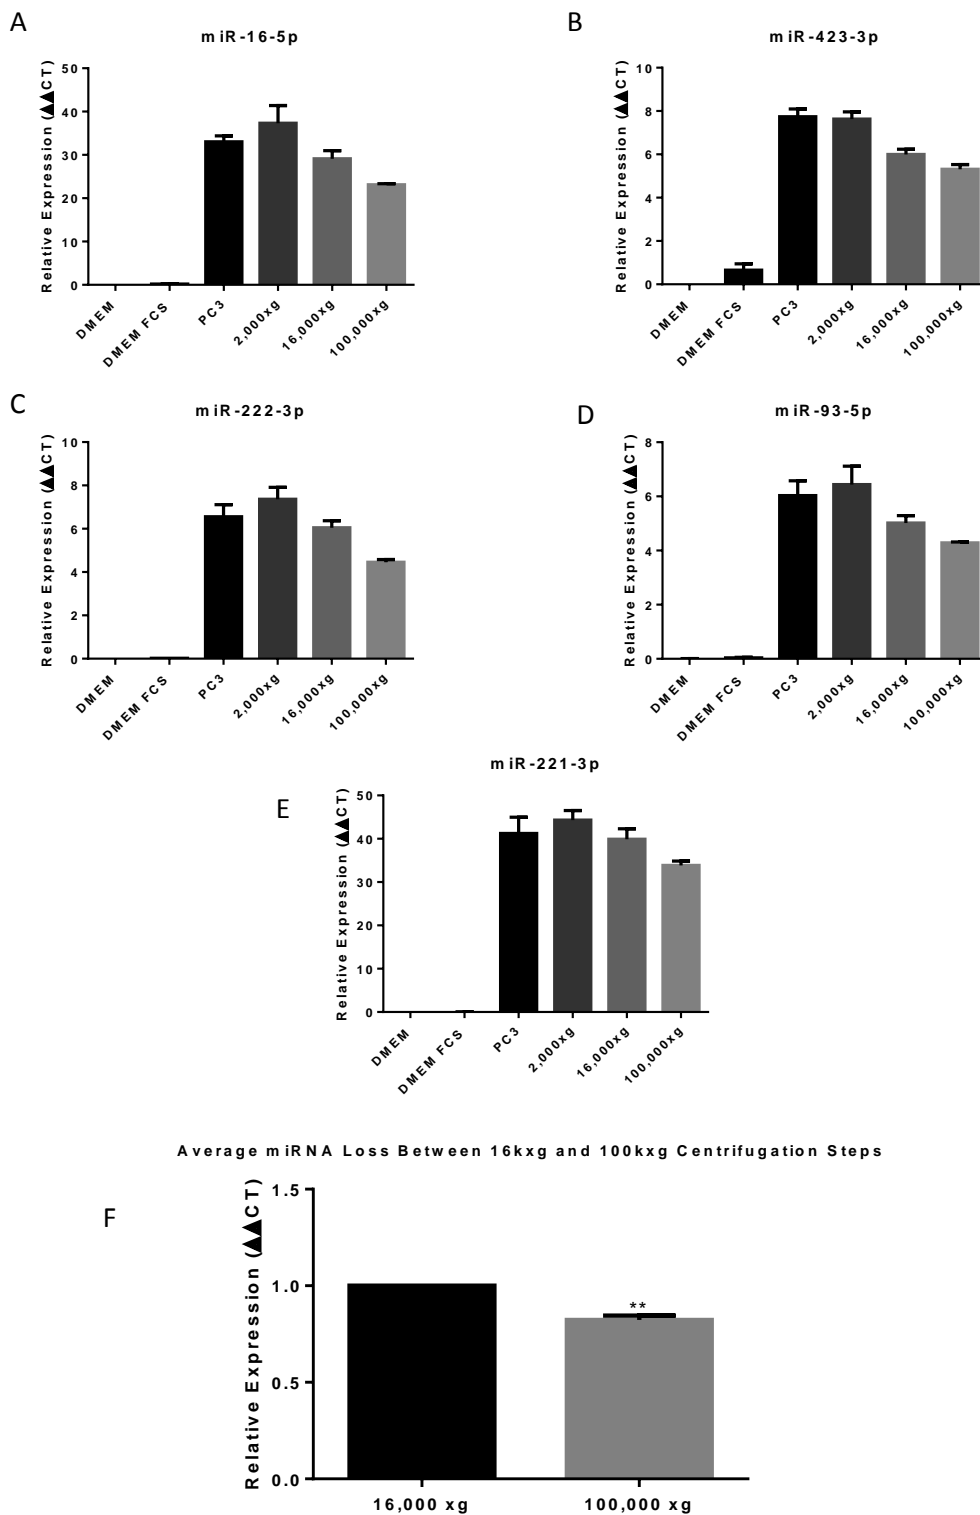 A
miR-16-5p
Relative Expression (▲▲CT)
50
40
30
20
10
0
DMEM
DMEM FCS
PC3
2,000xg
16,000xg
100,000xg
B
miR-423-3p
Relative Expression (▲▲CT)
10
8
6
4
2
0
DMEM
DMEM FCS
PC3
2,000xg
16,000xg
100,000xg
C
miR-222-3p
Relative Expression (▲▲CT)
10
8
6
4
2
0
DMEM
DMEM FCS
PC3
2,000xg
16,000xg
100,000xg
D
miR-93-5p
Relative Expression (▲▲CT)
8
6
4
2
0
DMEM
DMEM FCS
PC3
2,000xg
16,000xg
100,000xg
E
miR-221-3p
Relative Expression (▲▲CT)
50
40
30
20
10
0
DMEM
DMEM FCS
PC3
2,000xg
16,000xg
100,000xg
F
Average miRNA Loss Between 16kxg and 100kxg Centrifugation Steps
Relative Expression (▲▲CT)
1.5
1.0
0.5
0.0
**
16,000 xg
100,000 xg